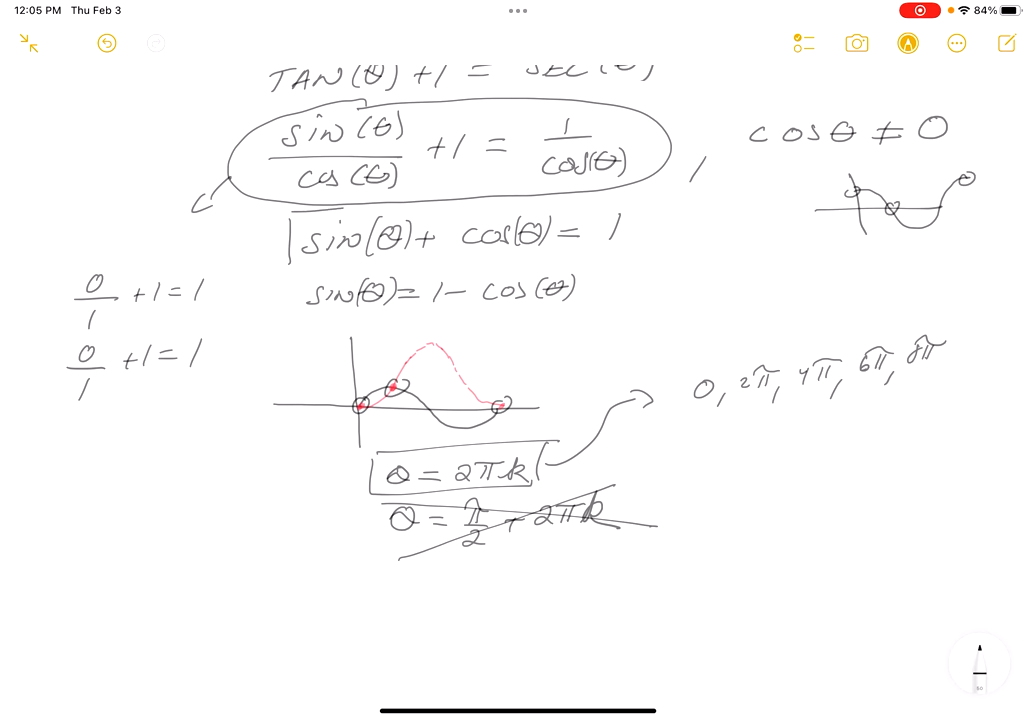 12:05 PM Thu Feb 3
84%
TAN(θ) +1 = SEC(θ)
sin(θ)/cos(θ) +1 = 1/cos(θ)
, cosθ ≠ 0
sin(θ)+ cos(θ) = 1
0/1 +1=1
sin(θ)= 1- cos(θ)
0/1 +1=1
0, 2π, 4π, 6π, 8π
θ = 2πk
θ = π/2 + 2πk